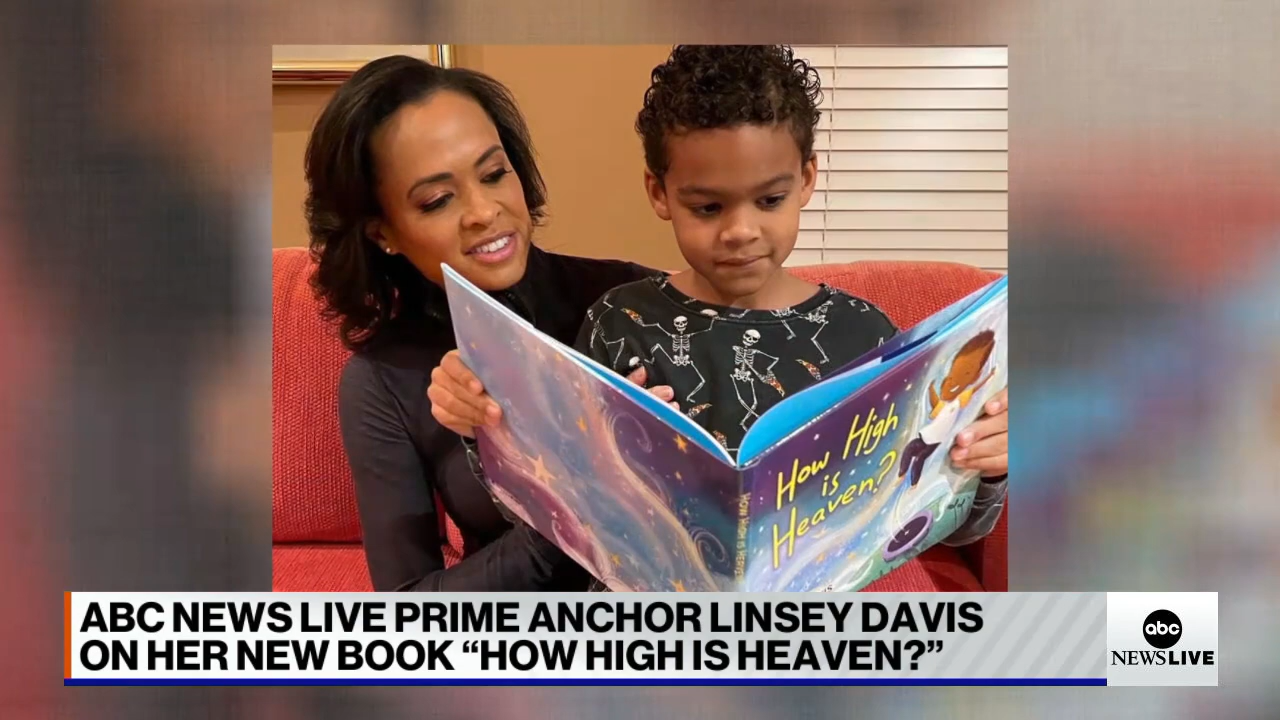 How High
is
Heaven?
HOW HIGH IS HEAVEN
ABC NEWS LIVE PRIME ANCHOR LINSEY DAVIS
ON HER NEW BOOK “HOW HIGH IS HEAVEN?”
abc
NEWSLIVE